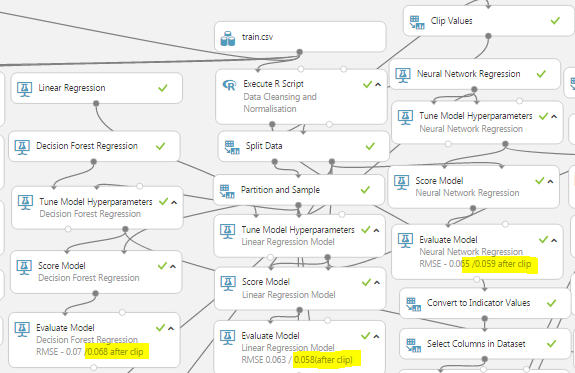 train.csv
Clip Values
Linear Regression
Execute R Script
Data Cleansing and
Normalisation
Neural Network Regression
Decision Forest Regression
Split Data
Tune Model Hyperparameters
Neural Network Regression
Tune Model Hyperparameters
Decision Forest Regression
Partition and Sample
Score Model
Neural Network Regression
Tune Model Hyperparameters
Linear Regression Model
Evaluate Model
Neural Network Regression
RMSE - 0.065 /0.059 after clip
Score Model
Decision Forest Regression
Score Model
Linear Regression Model
Convert to Indicator Values
Evaluate Model
Decision Forest Regression
RMSE - 0.07 /0.068 after clip
Evaluate Model
Linear Regression Model
RMSE 0.063 / 0.058(after clip)
Select Columns in Dataset